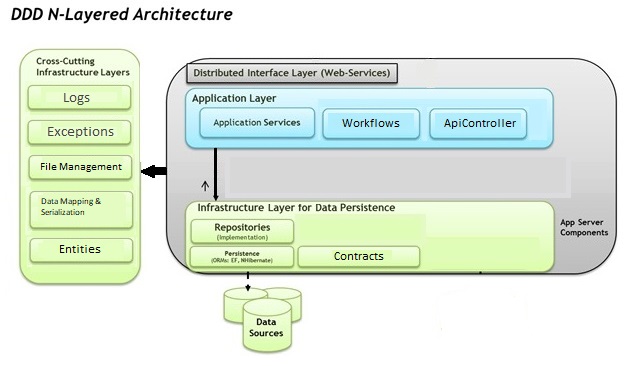 DDD N-Layered Architecture
Cross-Cutting
Infrastructure Layers
Logs
Exceptions
File Management
Data Mapping &
Serialization
Entities
Distributed Interface Layer (Web-Services)
Application Layer
Application Services
Workflows
ApiController
Infrastructure Layer for Data Persistence
Repositories
(implementation)
Persistence
(ORMs: EF, NHibernate)
Contracts
App Server
Components
Data
Sources